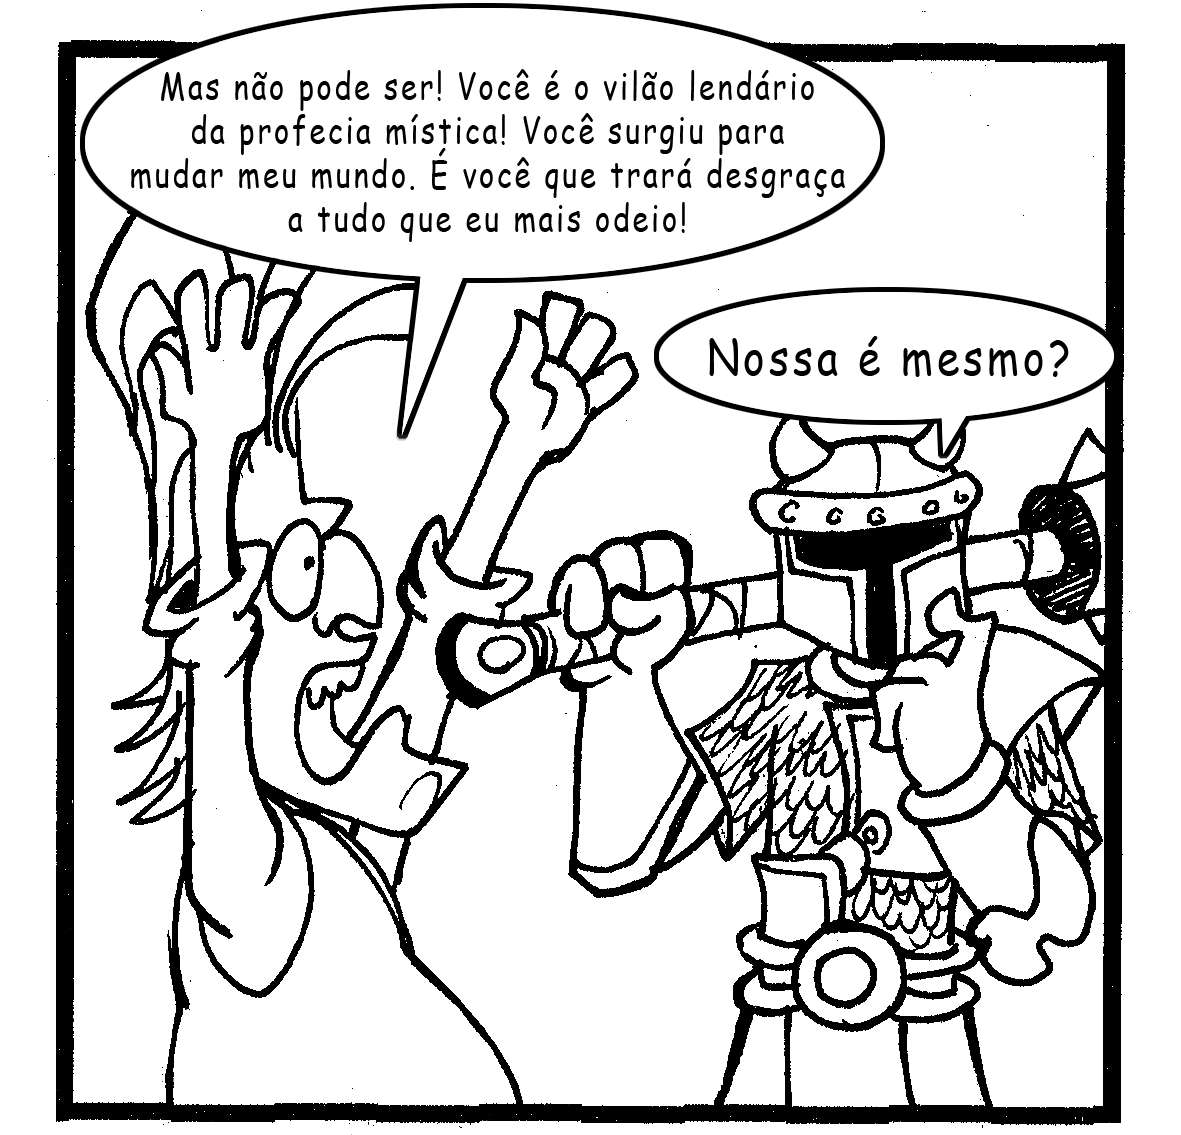 Mas não pode ser! Você é o vilão lendário
da profecia mística! Você surgiu para
mudar meu mundo. É você que trará desgraça
a tudo que eu mais odeio!
Nossa é mesmo?